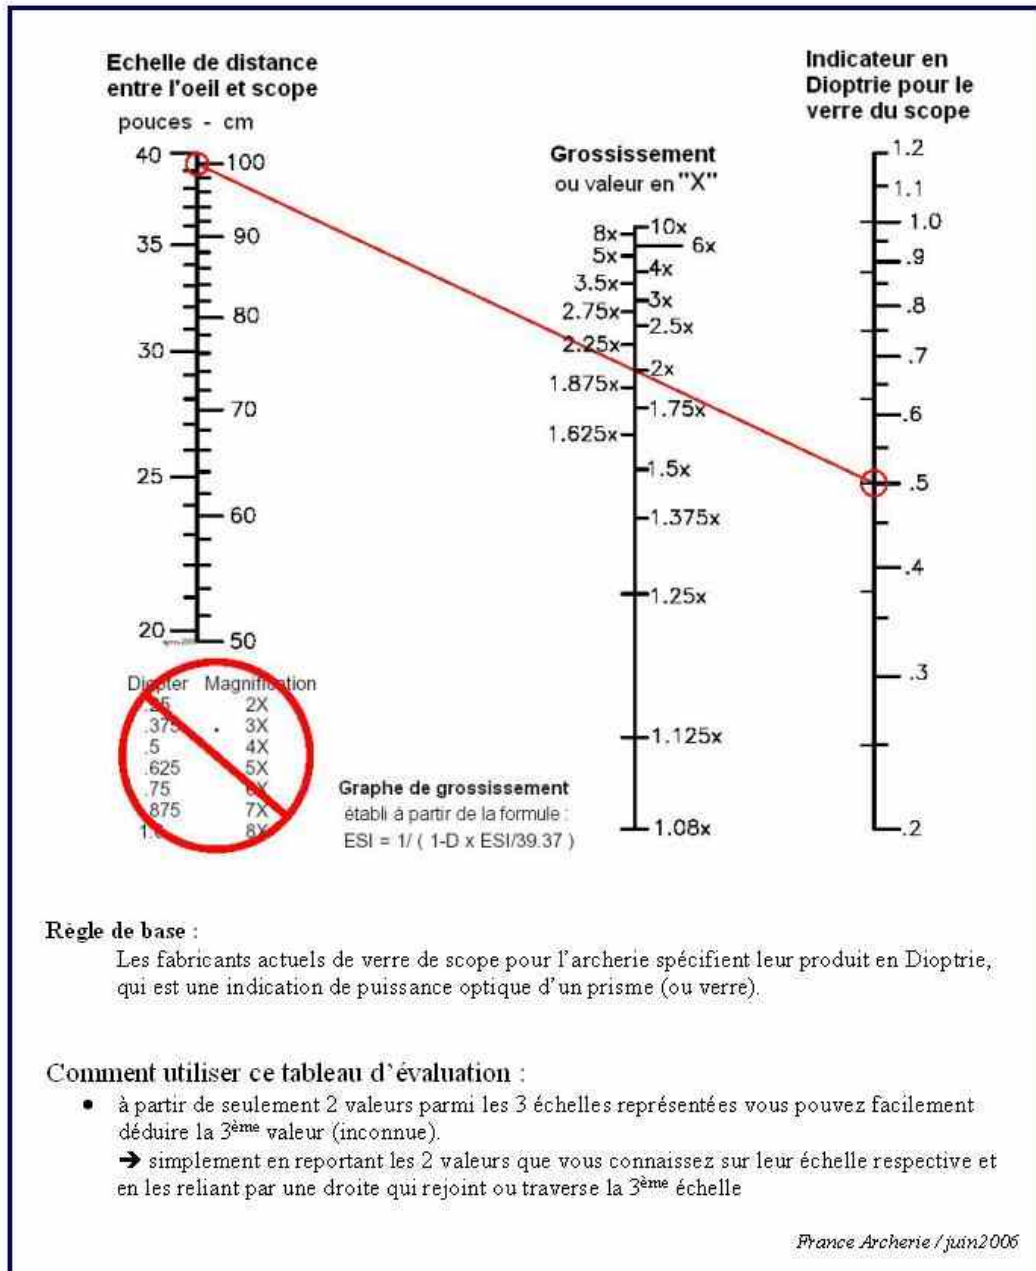 Echelle de distance
entre l'oeil et scope
pouces - cm
40
100
90
35
80
30
70
25
60
20
50
Grossissement
ou valeur en "X"
10x
8x
6x
5x
4x
3.5x
3x
2.75x
2.5x
2.25x
2x
1.875x
1.75x
1.625x
1.5x
1.375x
1.25x
1.125x
1.08x
Indicateur en
Dioptrie pour le
verre du scope
1.2
1.1
1.0
.9
.8
.7
.6
.5
.4
.3
.2
Diopter Magnification
.25 2X
.375 3X
.5 4X
.625 5X
.75 6X
.875 7X
1.0 8X
Graphe de grossissement
établi à partir de la formule :
ESI = 1/ ( 1-D x ESI/39.37 )
Règle de base :
Les fabricants actuels de verre de scope pour l'archerie spécifient leur produit en Dioptrie,
qui est une indication de puissance optique d'un prisme (ou verre).
Comment utiliser ce tableau d'évaluation :
• à partir de seulement 2 valeurs parmi les 3 échelles représentées vous pouvez facilement
déduire la 3ème valeur (inconnue).
➔ simplement en reportant les 2 valeurs que vous connaissez sur leur échelle respective et
en les reliant par une droite qui rejoint ou traverse la 3ème échelle
France Archerie / juin2006